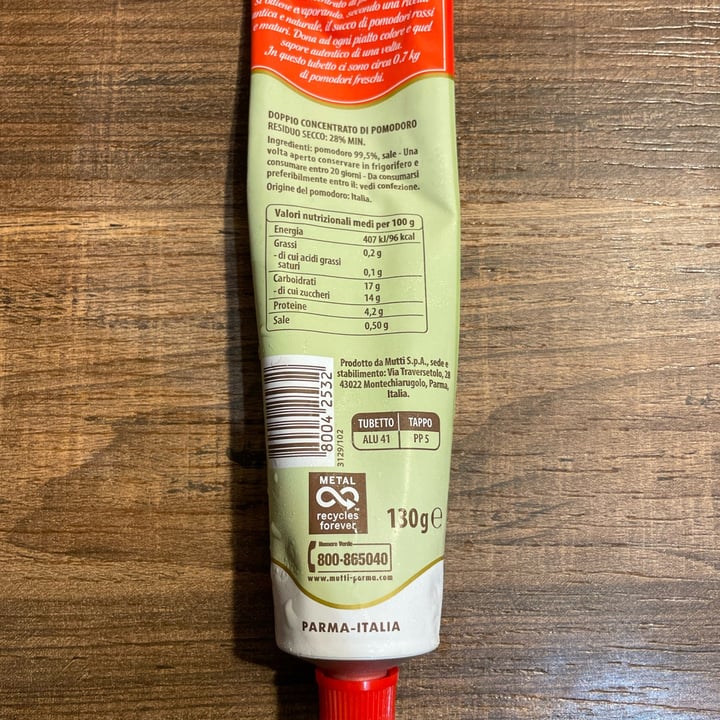 si ottiene evaporando, secondo una ricetta
antica e naturale, il succo di pomodori rossi
e maturi. Dona ad ogni piatto colore e quel
sapore autentico di una volta.
In questo tubetto ci sono circa 0.7 kg
di pomodori freschi.
DOPPIO CONCENTRATO DI POMODORO
RESIDUO SECCO: 28% MIN.
Ingredienti: pomodoro 99,5%, sale - Una
volta aperto conservare in frigorifero e
consumare entro 20 giorni - Da consumarsi
preferibilmente entro il: vedi confezione.
Origine del pomodoro: Italia.
Valori nutrizionali medi per 100 g
Energia 407 kJ/96 kcal
Grassi 0,2 g
- di cui acidi grassi
saturi 0,1 g
Carboidrati 17 g
- di cui zuccheri 14 g
Proteine 4,2 g
Sale 0,50 g
Prodotto da Mutti S.p.A., sede e
stabilimento: Via Traversetolo, 28
43022 Montechiarugolo, Parma,
Italia.
8004 2532
3129/102
TUBETTO TAPPO
ALU 41 PP 5
METAL
recycles
forever
TM
130g e
Numero Verde
800-865040
www.mutti-parma.com
PARMA-ITALIA